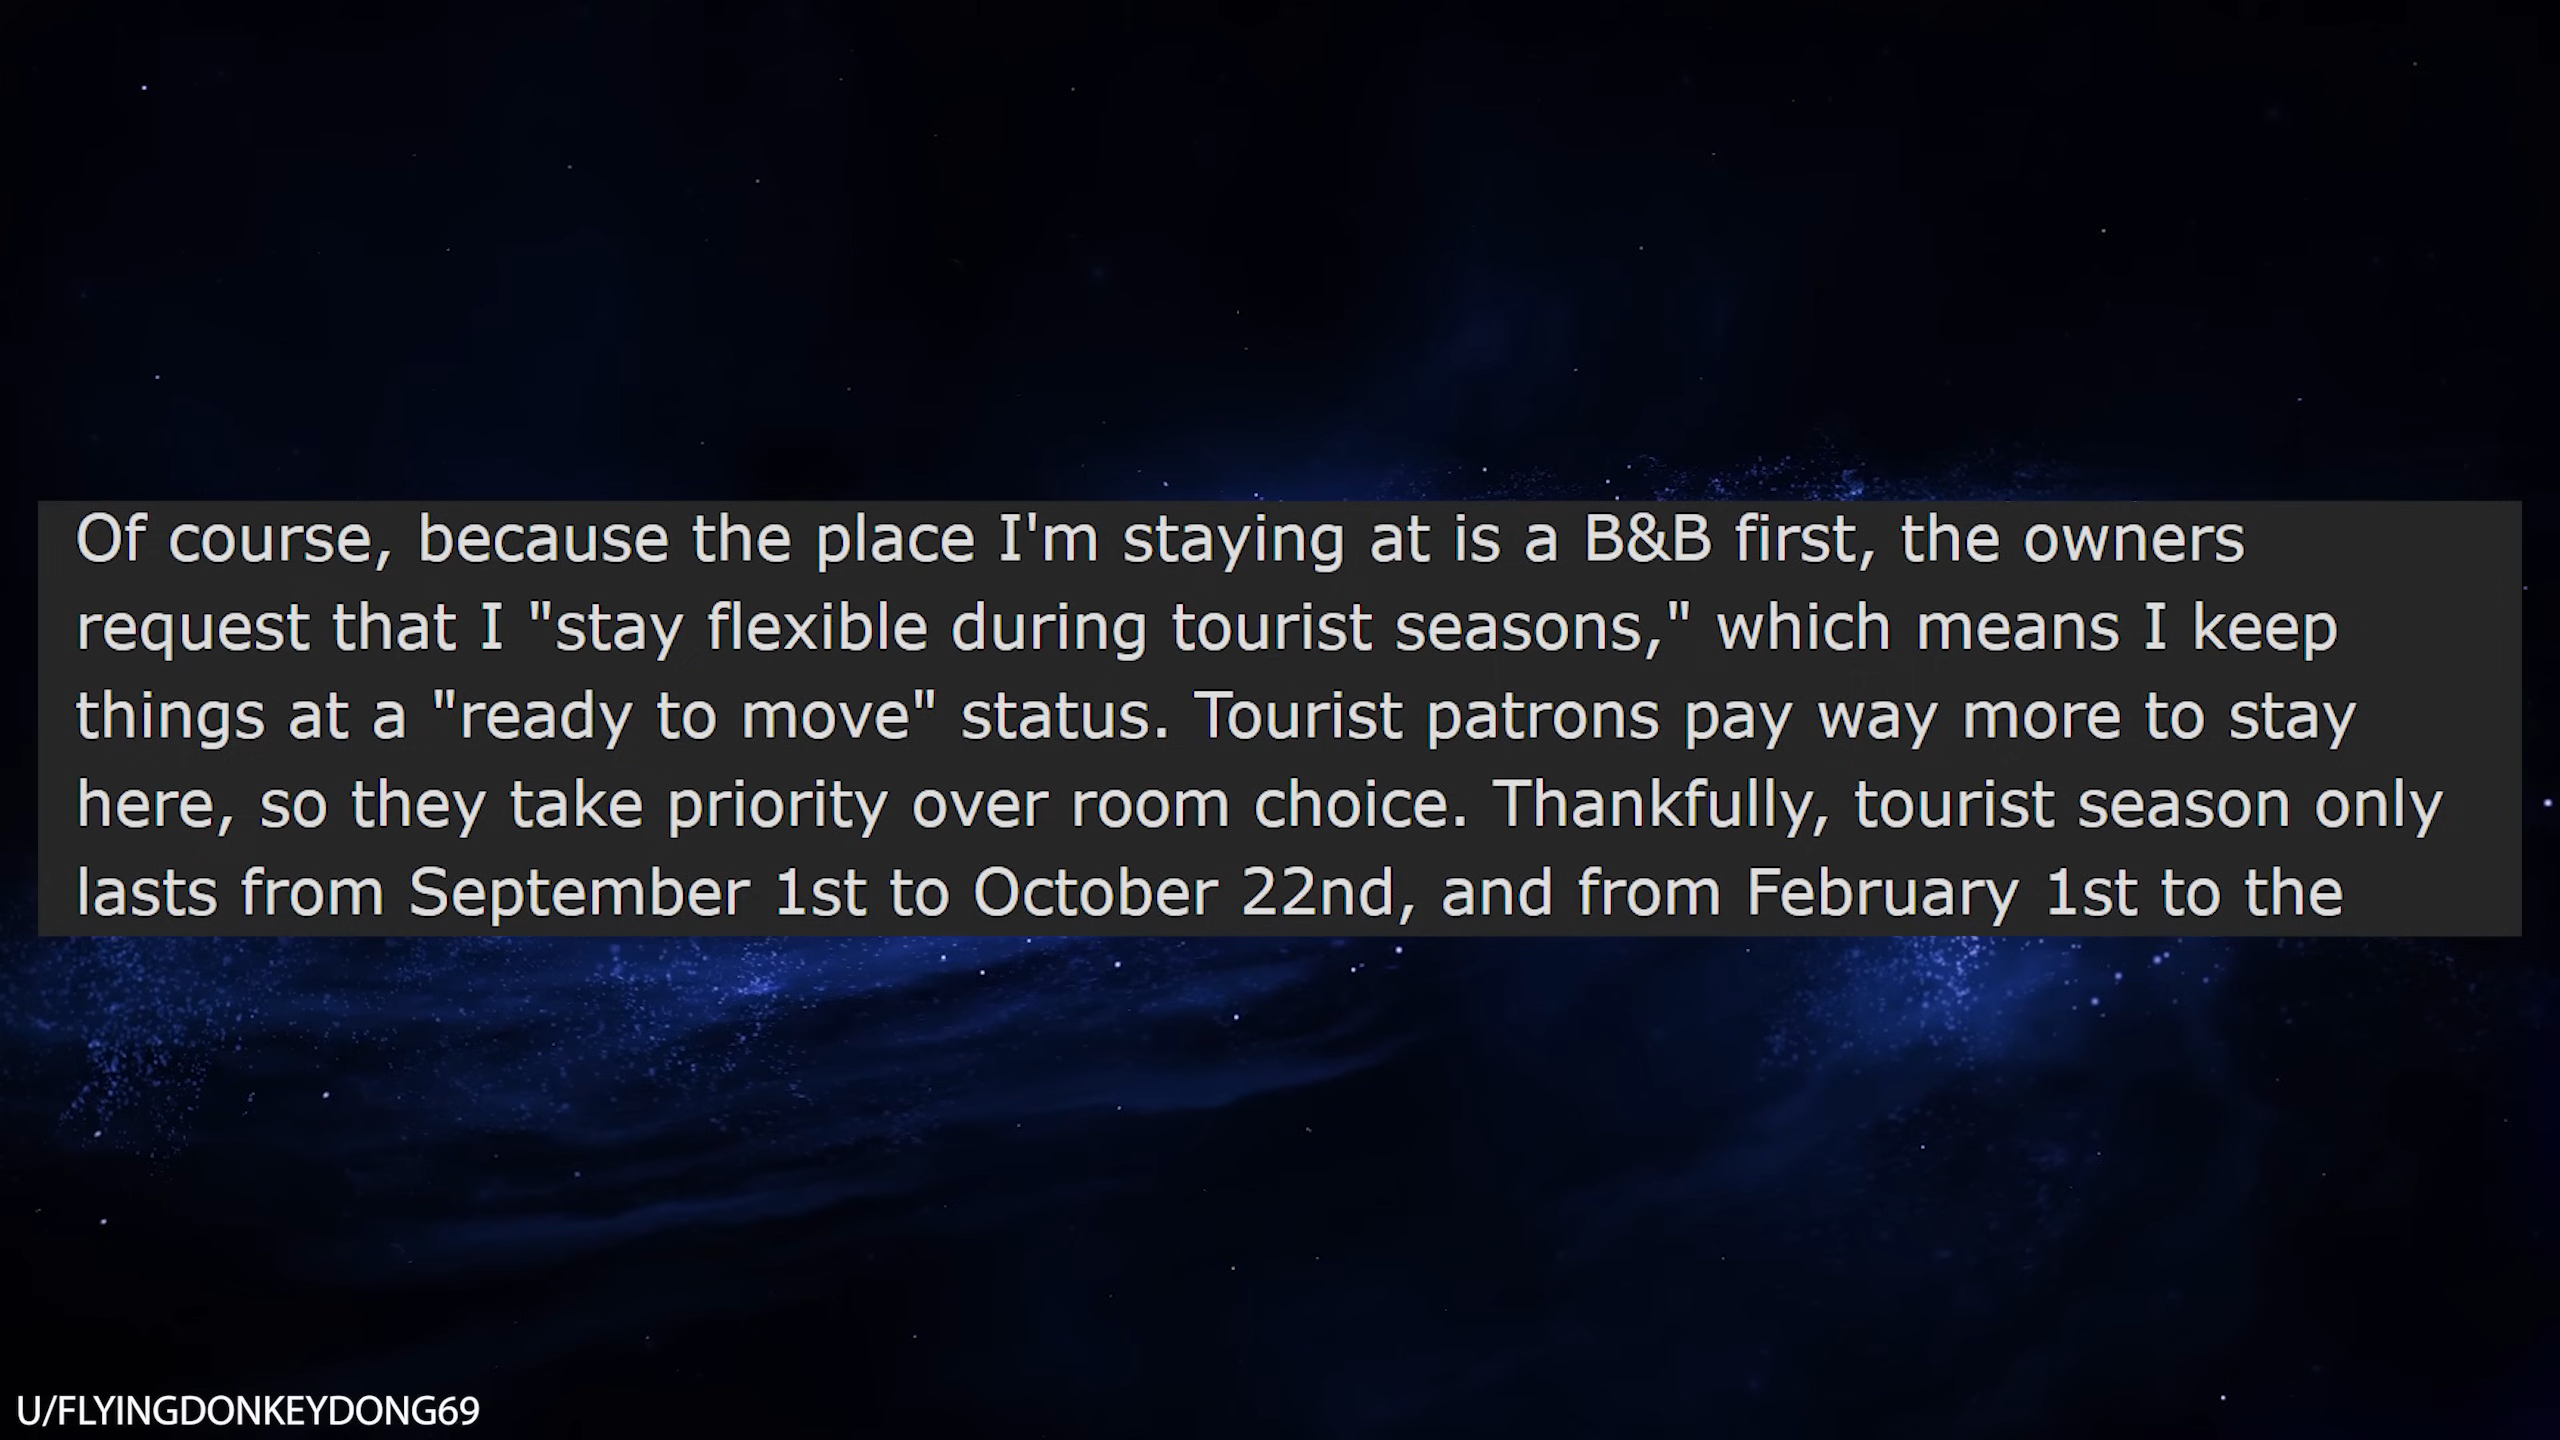 Of course, because the place I'm staying at is a B&B first, the owners
request that I "stay flexible during tourist seasons," which means I keep
things at a "ready to move" status. Tourist patrons pay way more to stay
here, so they take priority over room choice. Thankfully, tourist season only
lasts from September 1st to October 22nd, and from February 1st to the
U/FLYINGDONKEYDONG69